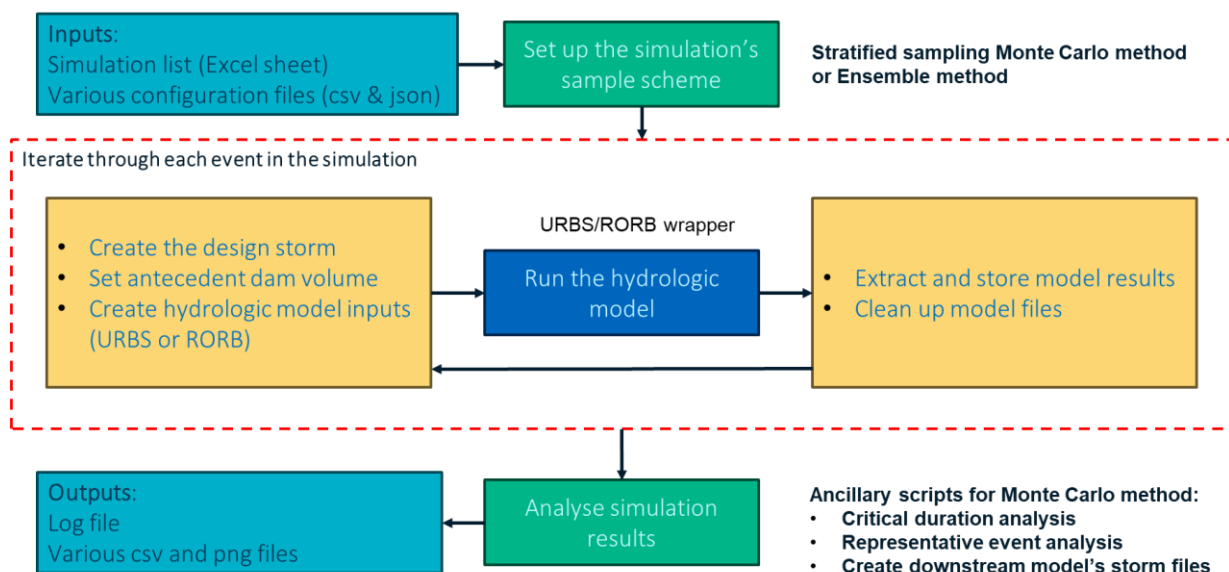 Inputs:
Simulation list (Excel sheet)
Various configuration files (csv & json)
Set up the simulation's
sample scheme
Stratified sampling Monte Carlo method
or Ensemble method
Iterate through each event in the simulation
• Create the design storm
• Set antecedent dam volume
• Create hydrologic model inputs
(URBS or RORB)
URBS/RORB wrapper
Run the hydrologic
model
• Extract and store model results
• Clean up model files
Outputs:
Log file
Various csv and png files
Analyse simulation
results
Ancillary scripts for Monte Carlo method:
• Critical duration analysis
• Representative event analysis
• Create downstream model's storm files